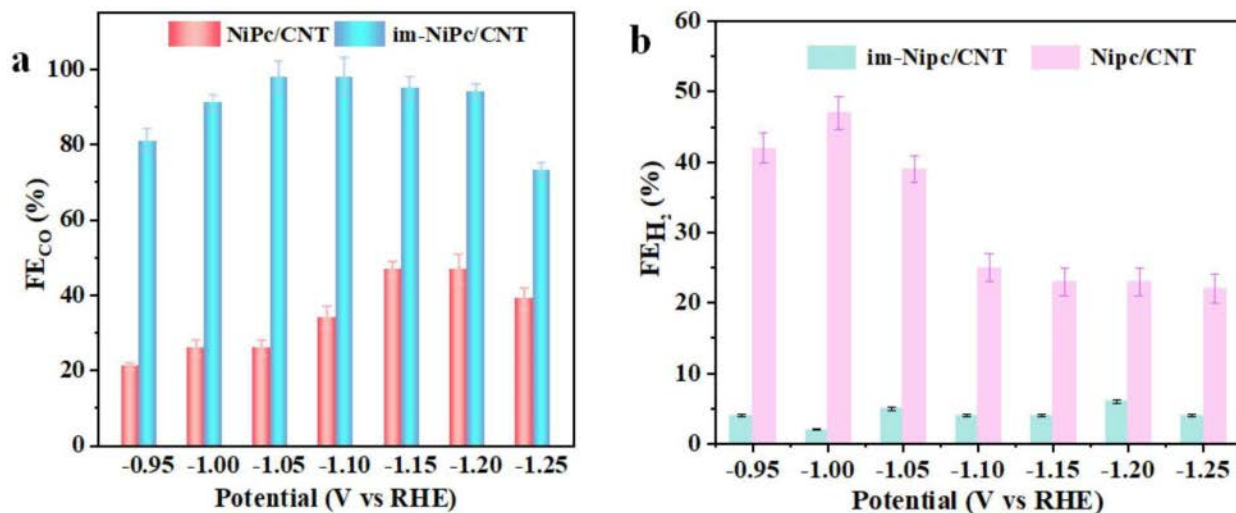 a
NiPc/CNT im-NiPc/CNT
FECO (%)
100
80
60
40
20
0
-0.95 -1.00 -1.05 -1.10 -1.15 -1.20 -1.25
Potential (V vs RHE)
b
im-Nipc/CNT Nipc/CNT
FEH2 (%)
60
50
40
30
20
10
0
-0.95 -1.00 -1.05 -1.10 -1.15 -1.20 -1.25
Potential (V vs RHE)